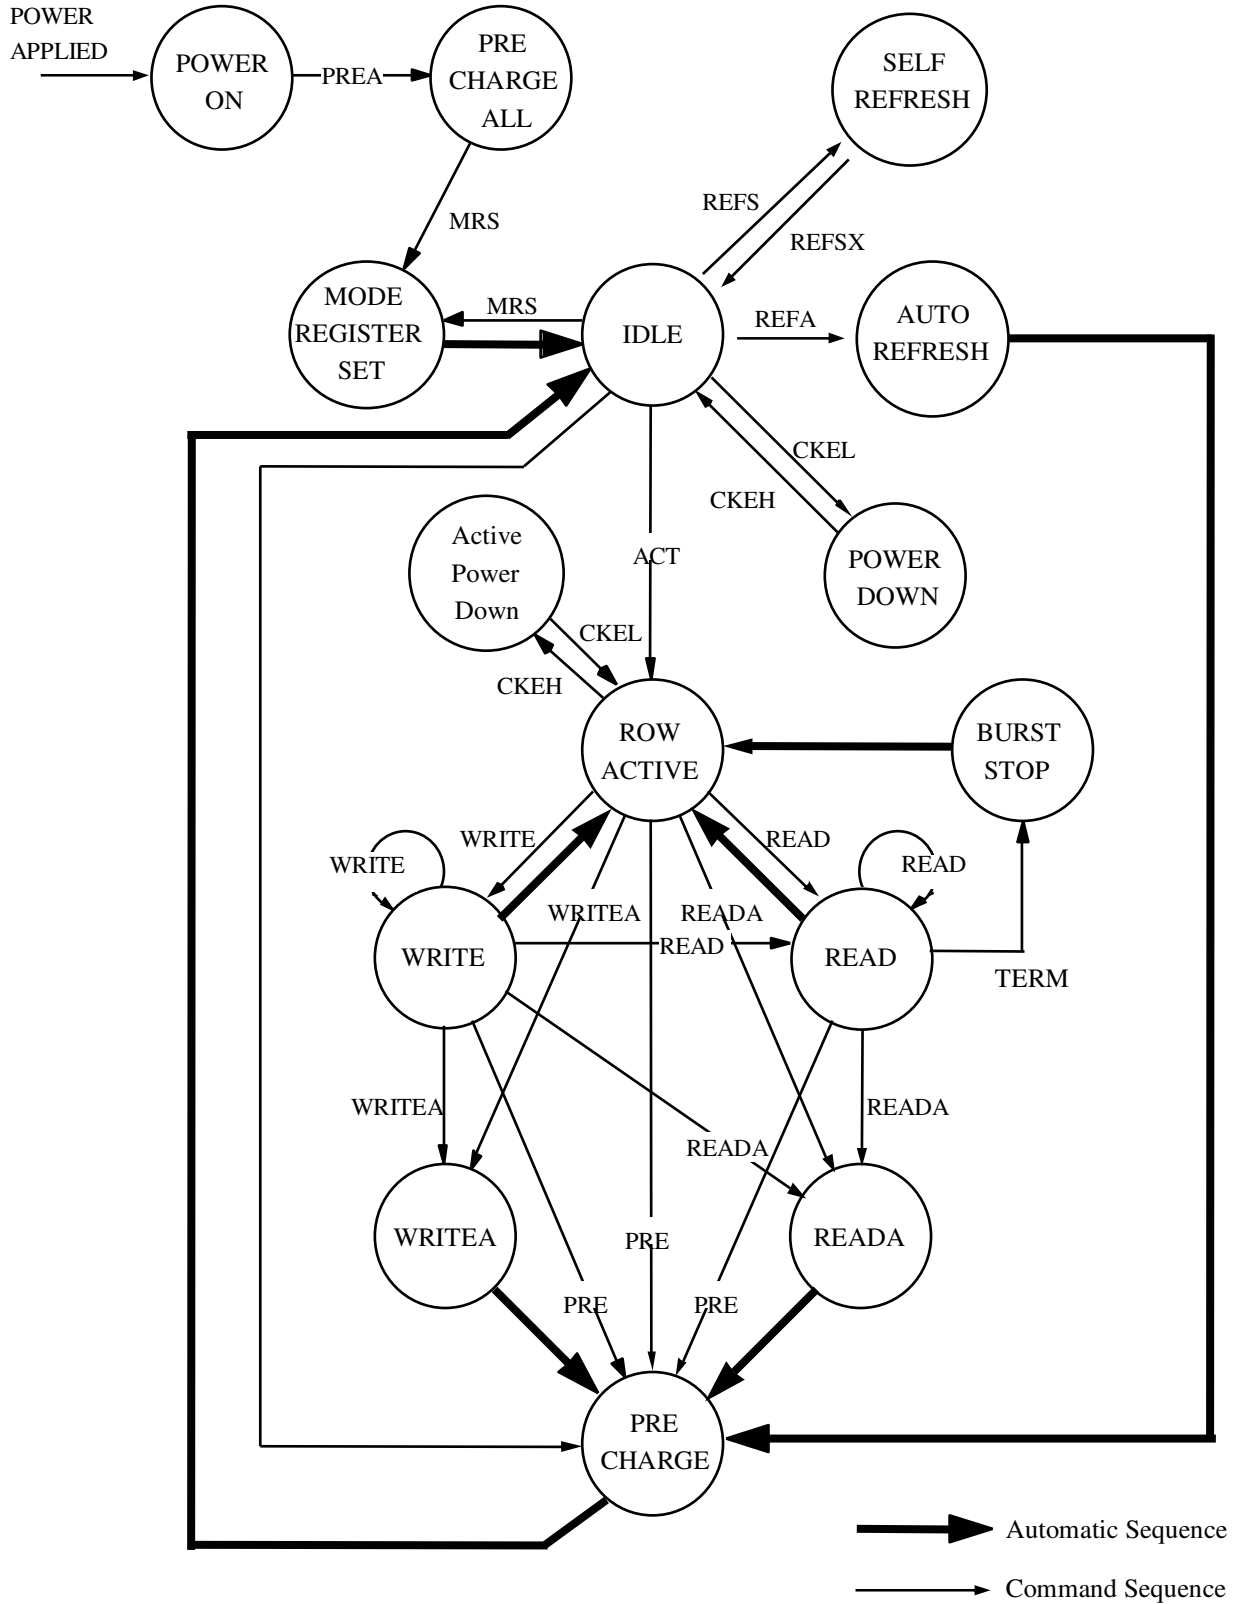 POWER
APPLIED
POWER
ON
PREA
PRE
CHARGE
ALL
SELF
REFRESH
MRS
REFS
REFSX
MODE
REGISTER
SET
MRS
IDLE
REFA
AUTO
REFRESH
CKEL
CKEH
Active
Power
Down
ACT
POWER
DOWN
CKEL
CKEH
ROW
ACTIVE
BURST
STOP
WRITE
READ
WRITE
READ
WRITEA
READA
WRITE
READ
READ
TERM
WRITEA
READA
READA
WRITEA
PRE
READA
PRE
PRE
PRE
CHARGE
Automatic Sequence
Command Sequence